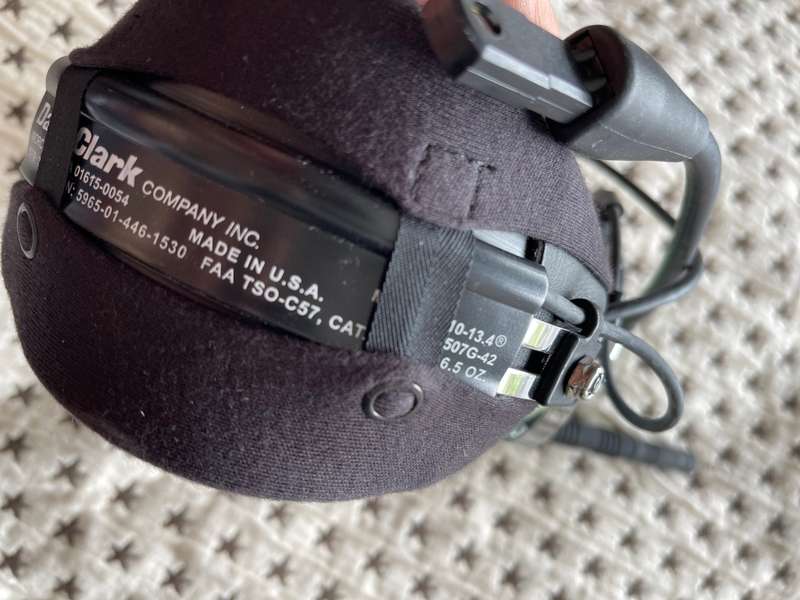 Clark COMPANY INC.
01615-0054
N: 5965-01-446-1530
MADE IN U.S.A.
FAA TSO-C57, CAT.
10-13.4®
507G-42
6.5 OZ.